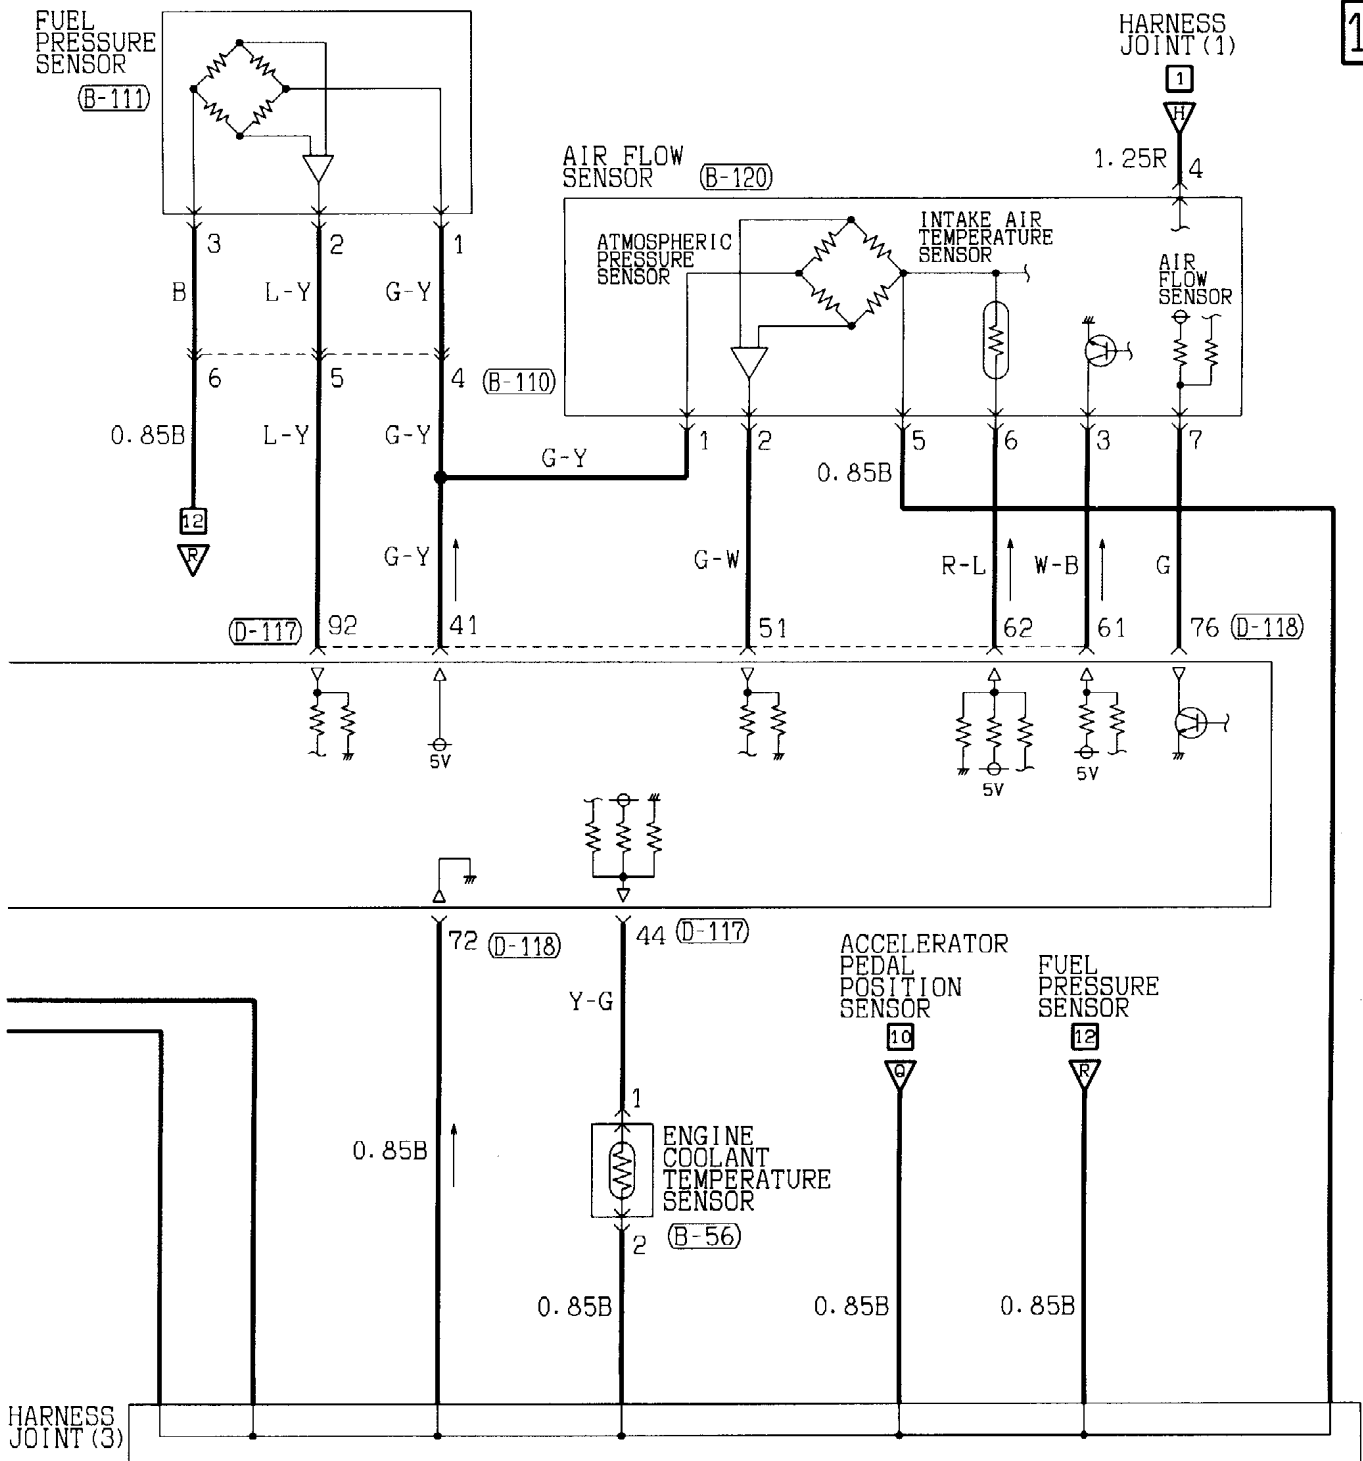 FUEL
PRESSURE
SENSOR
(B-111)
HARNESS
JOINT(1)
1
1
H
1.25R
4
AIR FLOW
SENSOR
(B-120)
3
2
1
ATMOSPHERIC
PRESSURE
SENSOR
INTAKE AIR
TEMPERATURE
SENSOR
AIR
FLOW
SENSOR
B
L-Y
G-Y
6
5
4
(B-110)
0.85B
L-Y
G-Y
G-Y
1
2
0.85B
5
6
3
7
12
R
G-Y
G-W
R-L
W-B
G
(D-117)
92
41
51
62
61
76
(D-118)
5V
5V
5V
72
(D-118)
44
(D-117)
ACCELERATOR
PEDAL
POSITION
SENSOR
FUEL
PRESSURE
SENSOR
Y-G
10
12
Q
R
1
0.85B
ENGINE
COOLANT
TEMPERATURE
SENSOR
2
(B-56)
0.85B
0.85B
0.85B
HARNESS
JOINT(3)